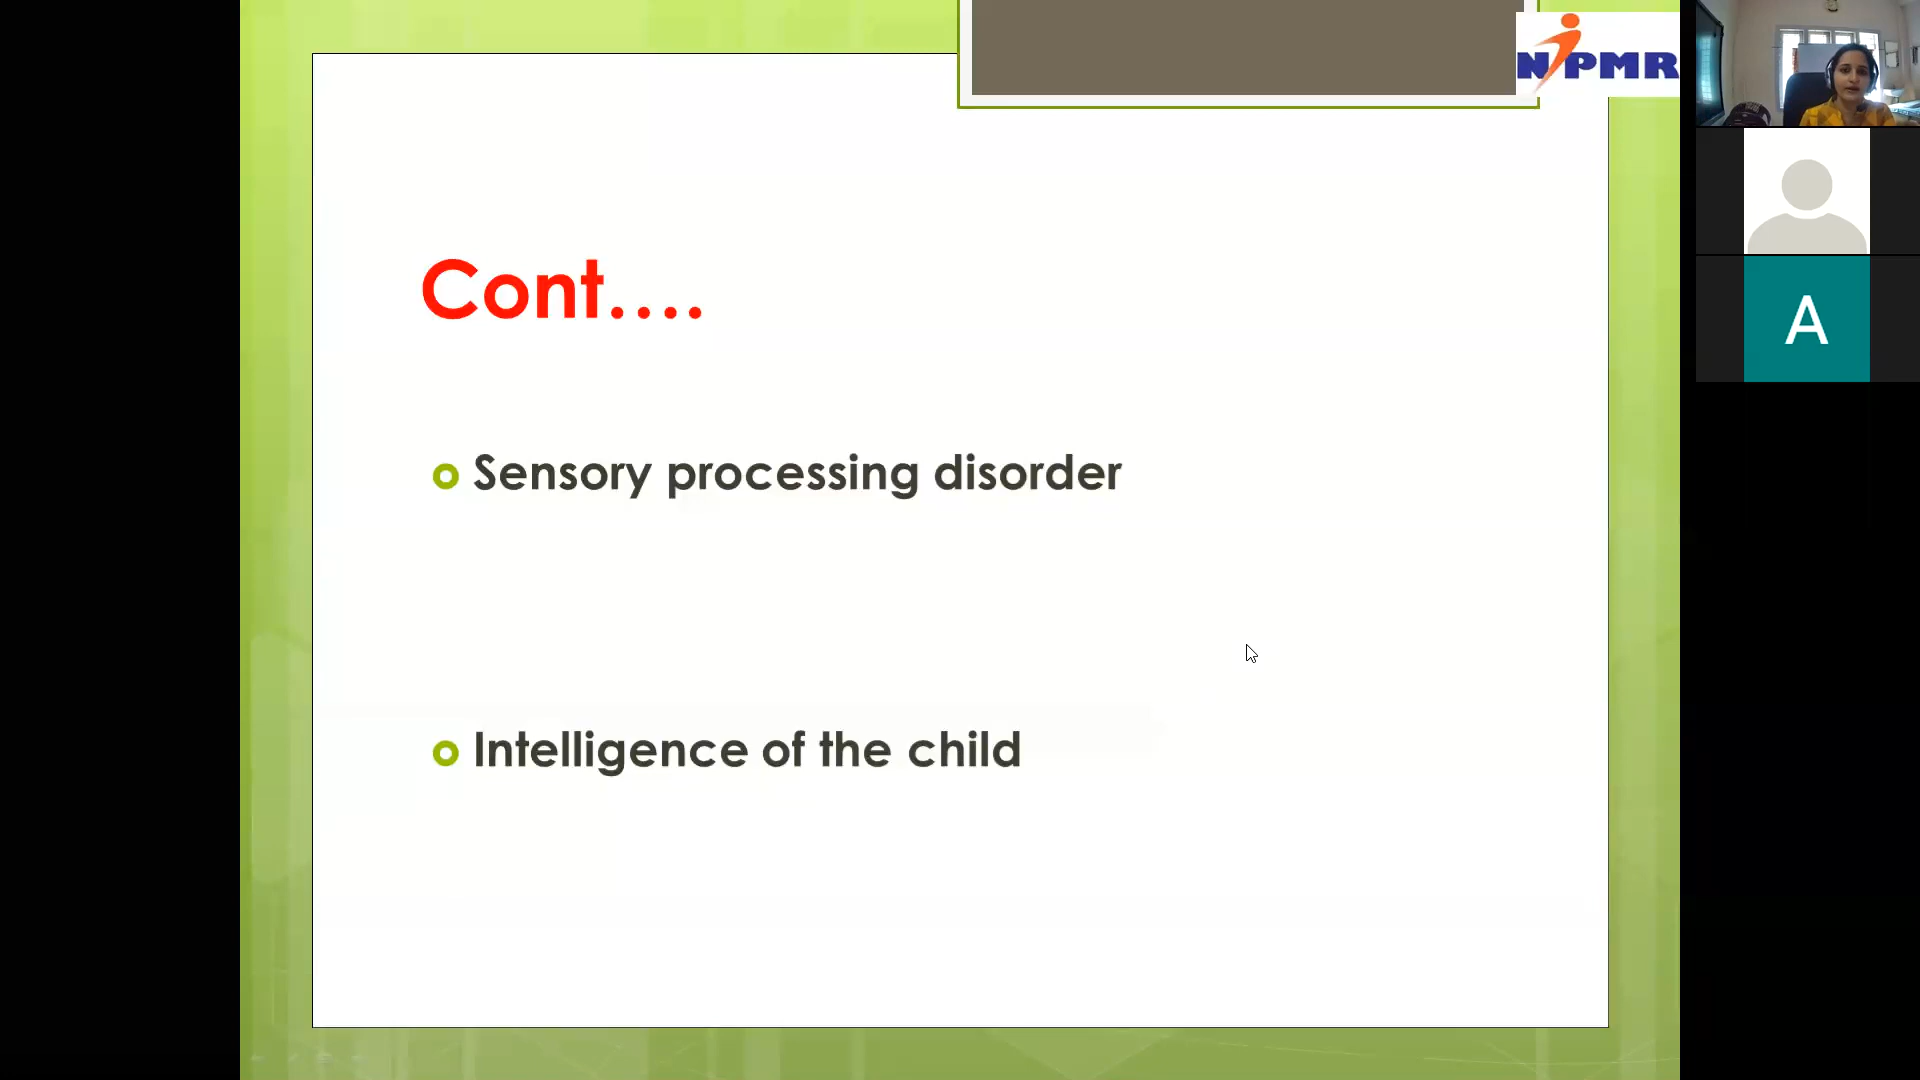 NIPMR
Cont....
Sensory processing disorder
Intelligence of the child
A